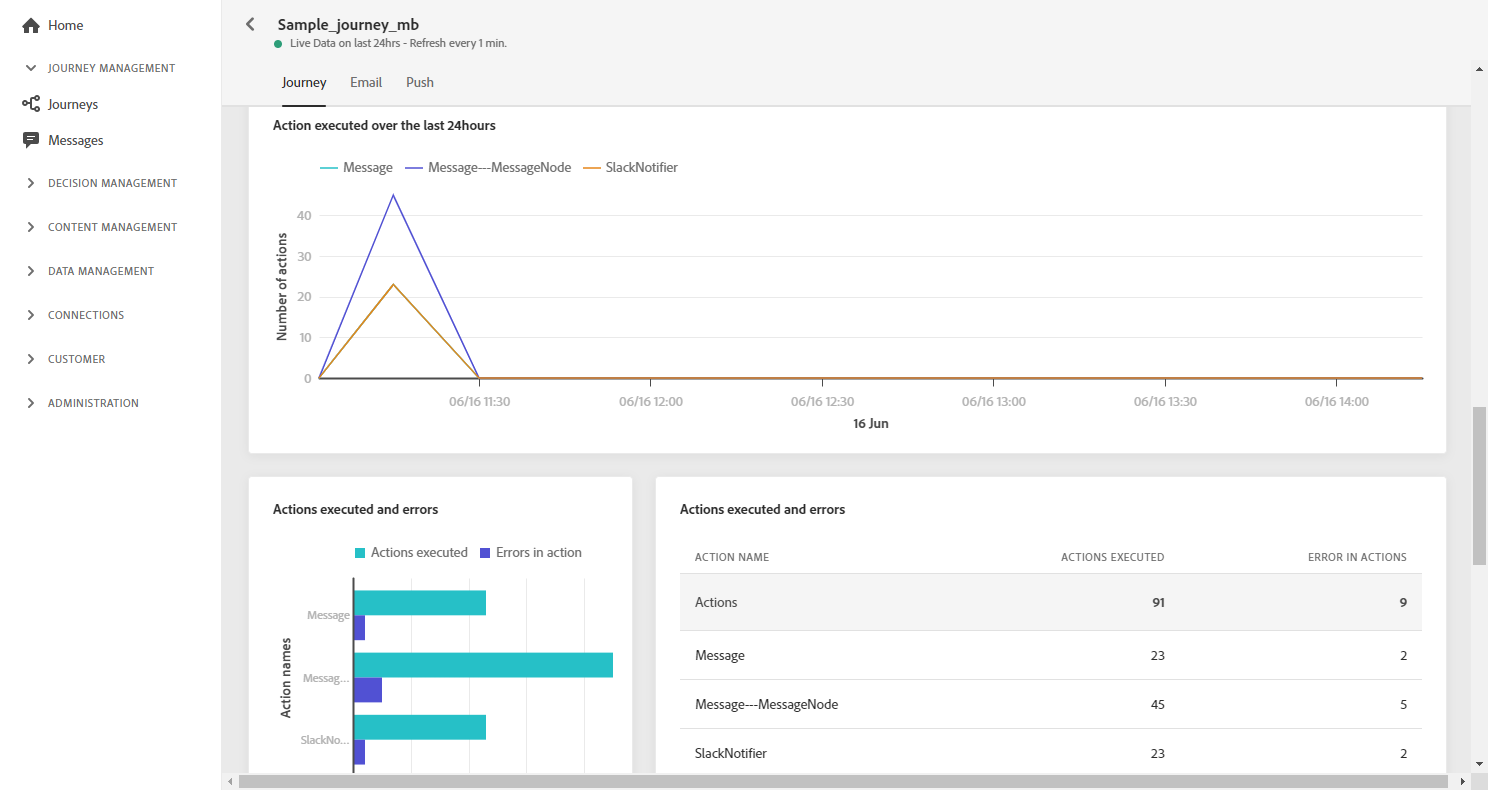 Home
JOURNEY MANAGEMENT
Journeys
Messages
DECISION MANAGEMENT
CONTENT MANAGEMENT
DATA MANAGEMENT
CONNECTIONS
CUSTOMER
ADMINISTRATION
Sample_journey_mb
Live Data on last 24hrs - Refresh every 1 min.
Journey Email Push
Action executed over the last 24hours
Message Message---MessageNode SlackNotifier
Number of actions
40
30
20
10
0
06/16 11:30 06/16 12:00 06/16 12:30 06/16 13:00 06/16 13:30 06/16 14:00
16 Jun
Actions executed and errors
Actions executed Errors in action
Action names
Message
Messag...
SlackNo...
Actions executed and errors
ACTION NAME ACTIONS EXECUTED ERROR IN ACTIONS
Actions 91 9
Message 23 2
Message---MessageNode 45 5
SlackNotifier 23 2